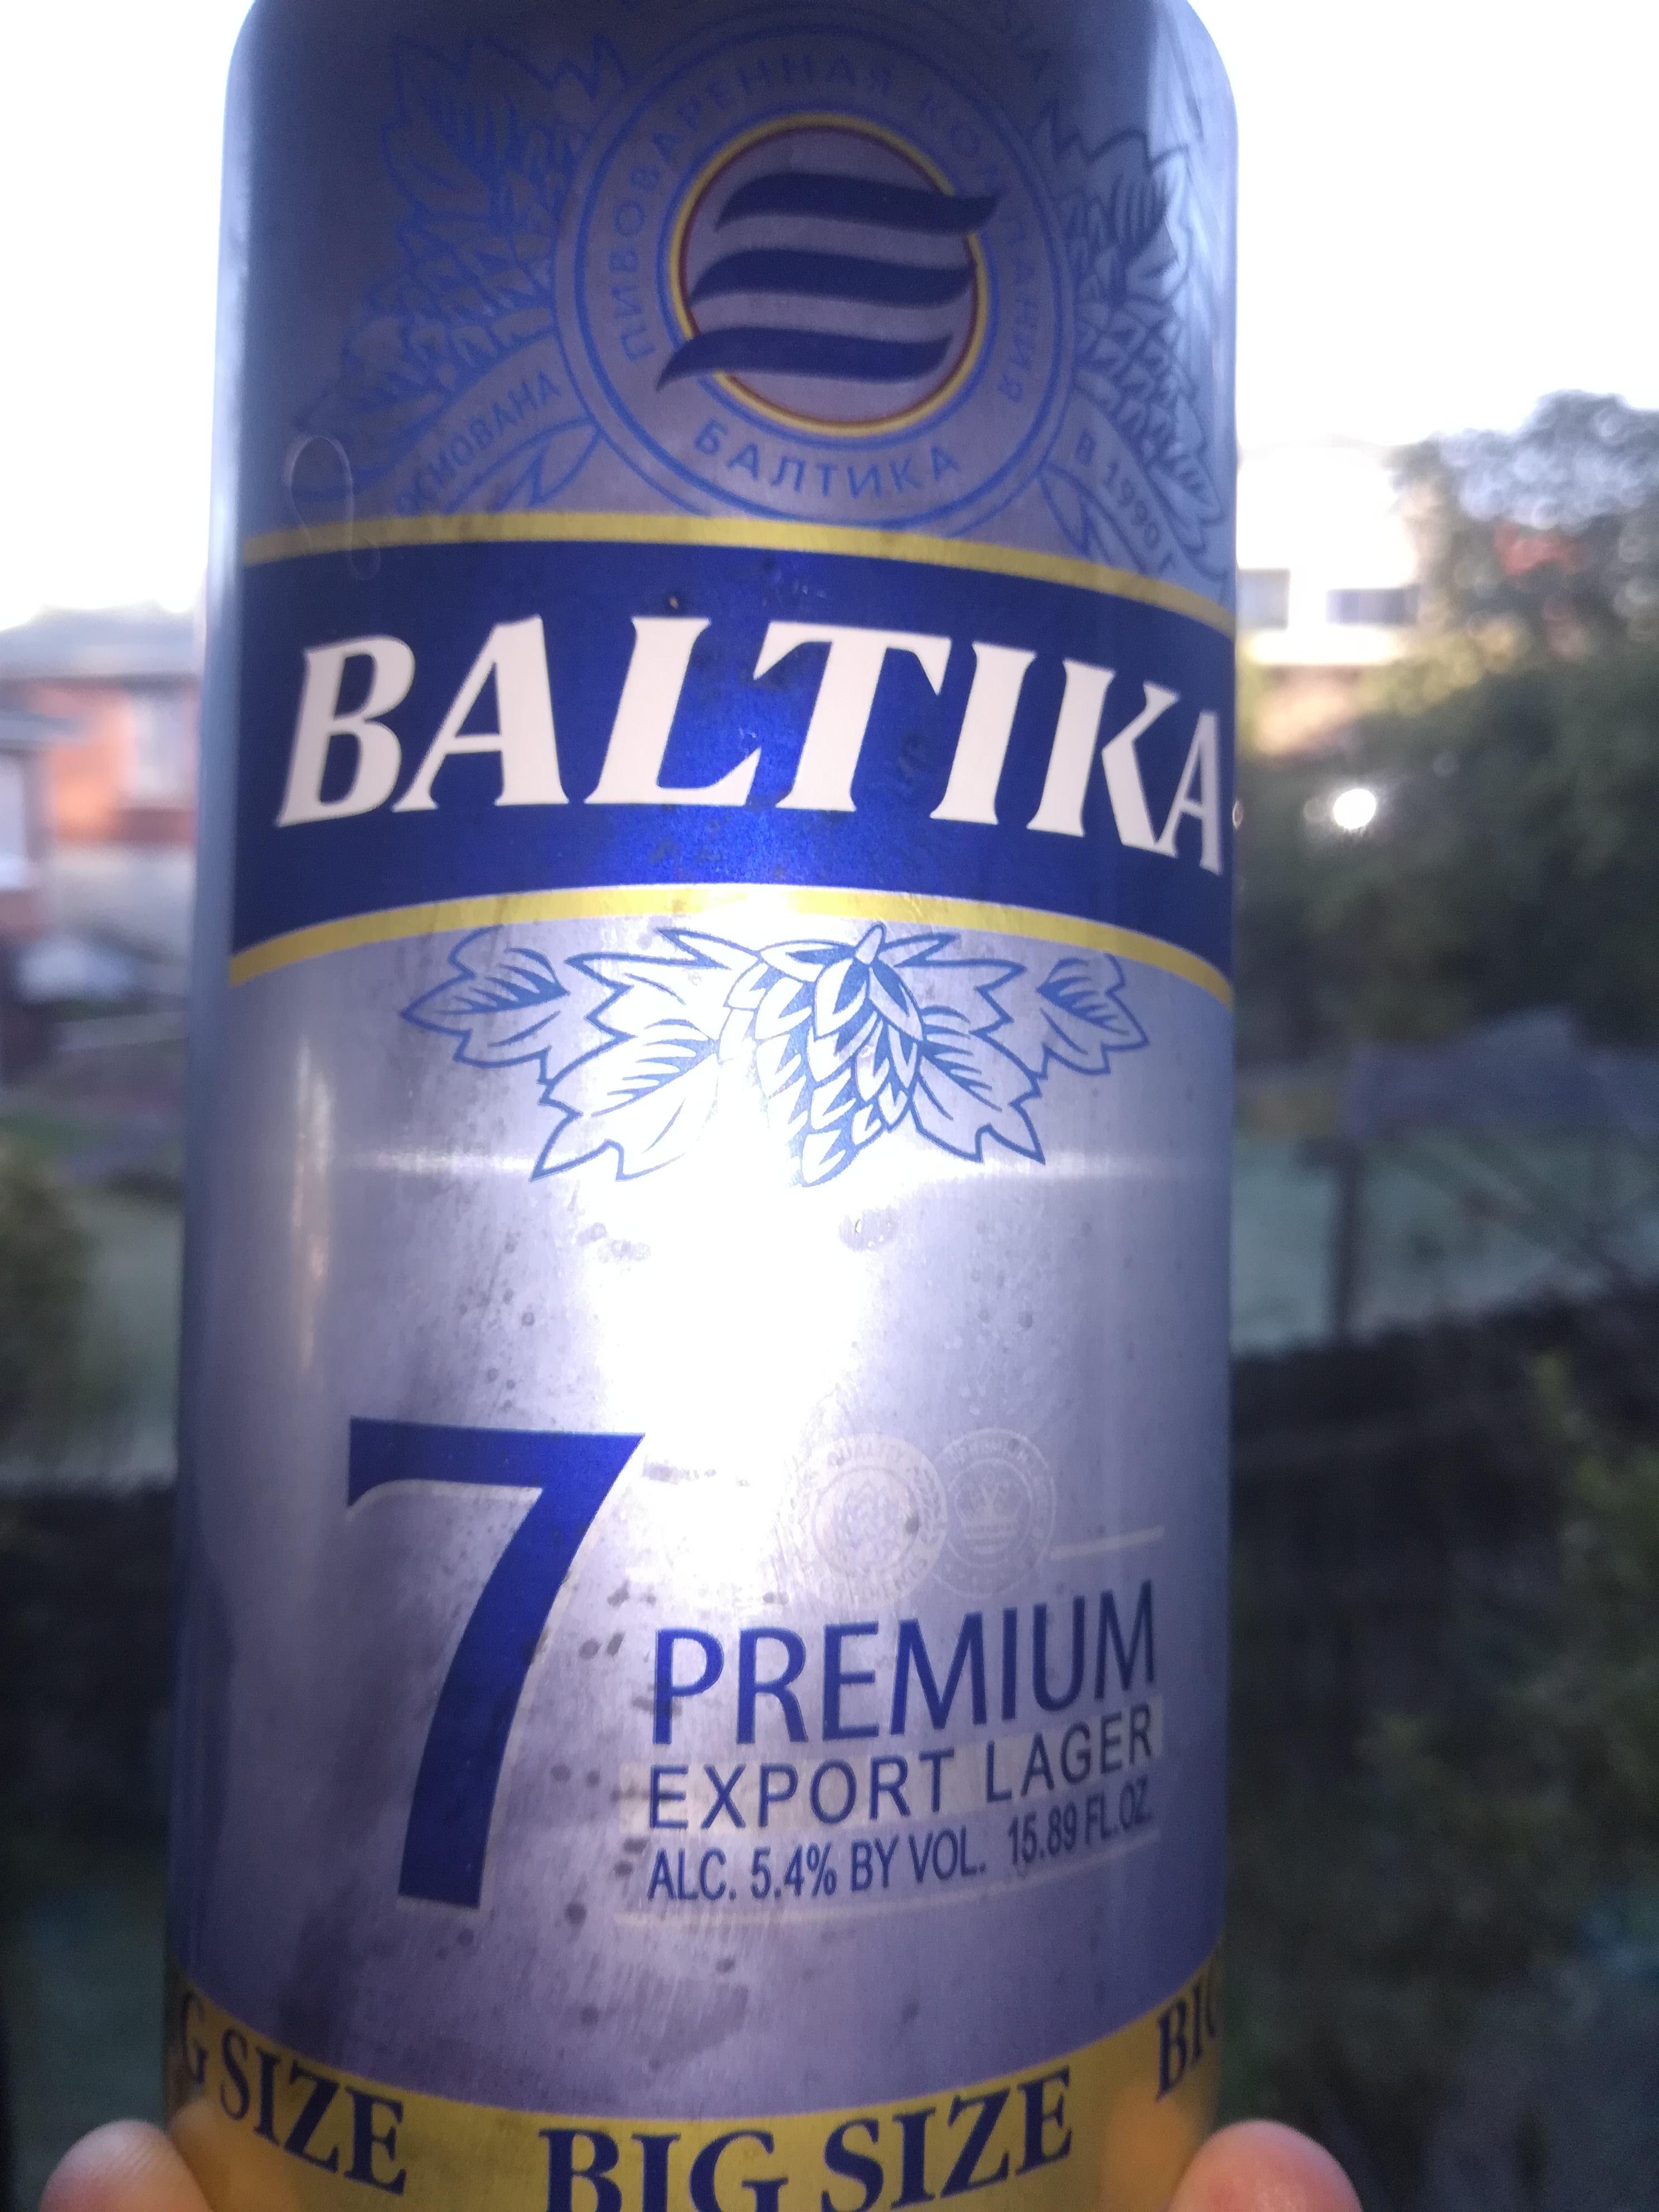 ПИВОВАРЕННАЯ КОМПАНИЯ
БАЛТИКА
ОСНОВАНА
В 1990 Г.
BALTIKA
7
PREMIUM
EXPORT LAGER
ALC. 5.4% BY VOL. 15.89 FL.OZ.
SIZE BIG SIZE